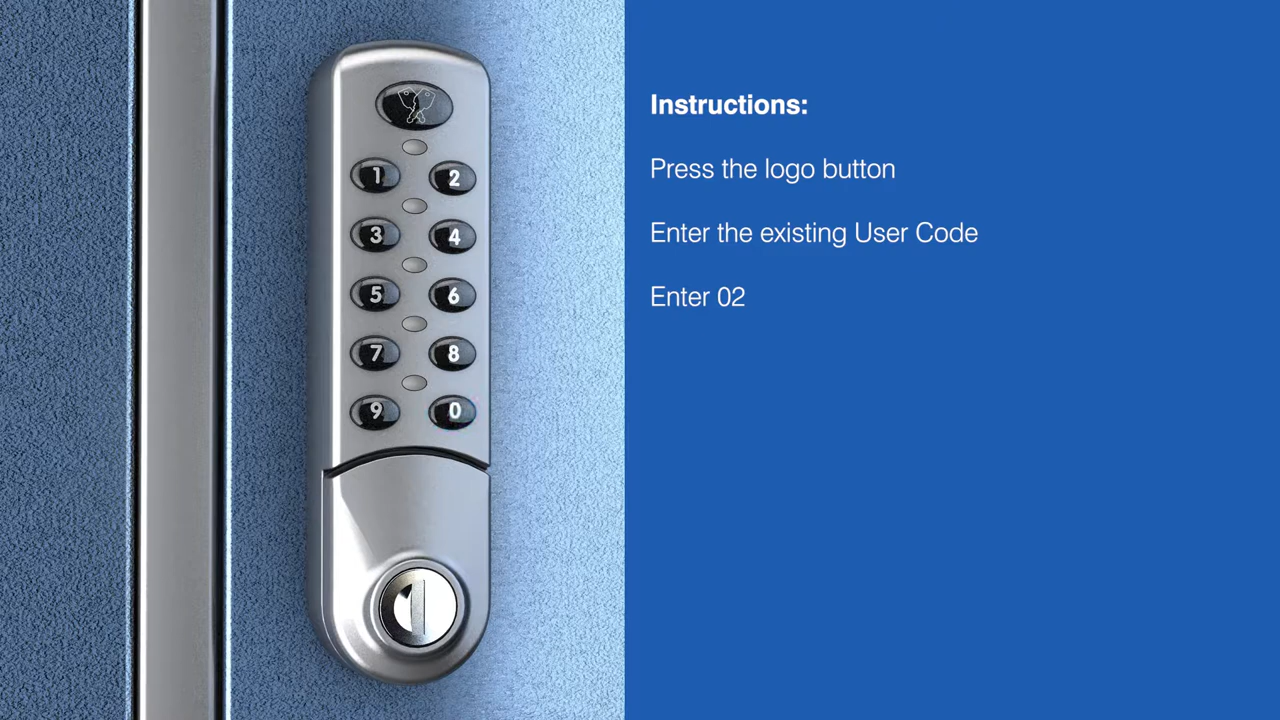 Instructions:
Press the logo button
Enter the existing User Code
Enter 02
1 2
3 4
5 6
7 8
9 0